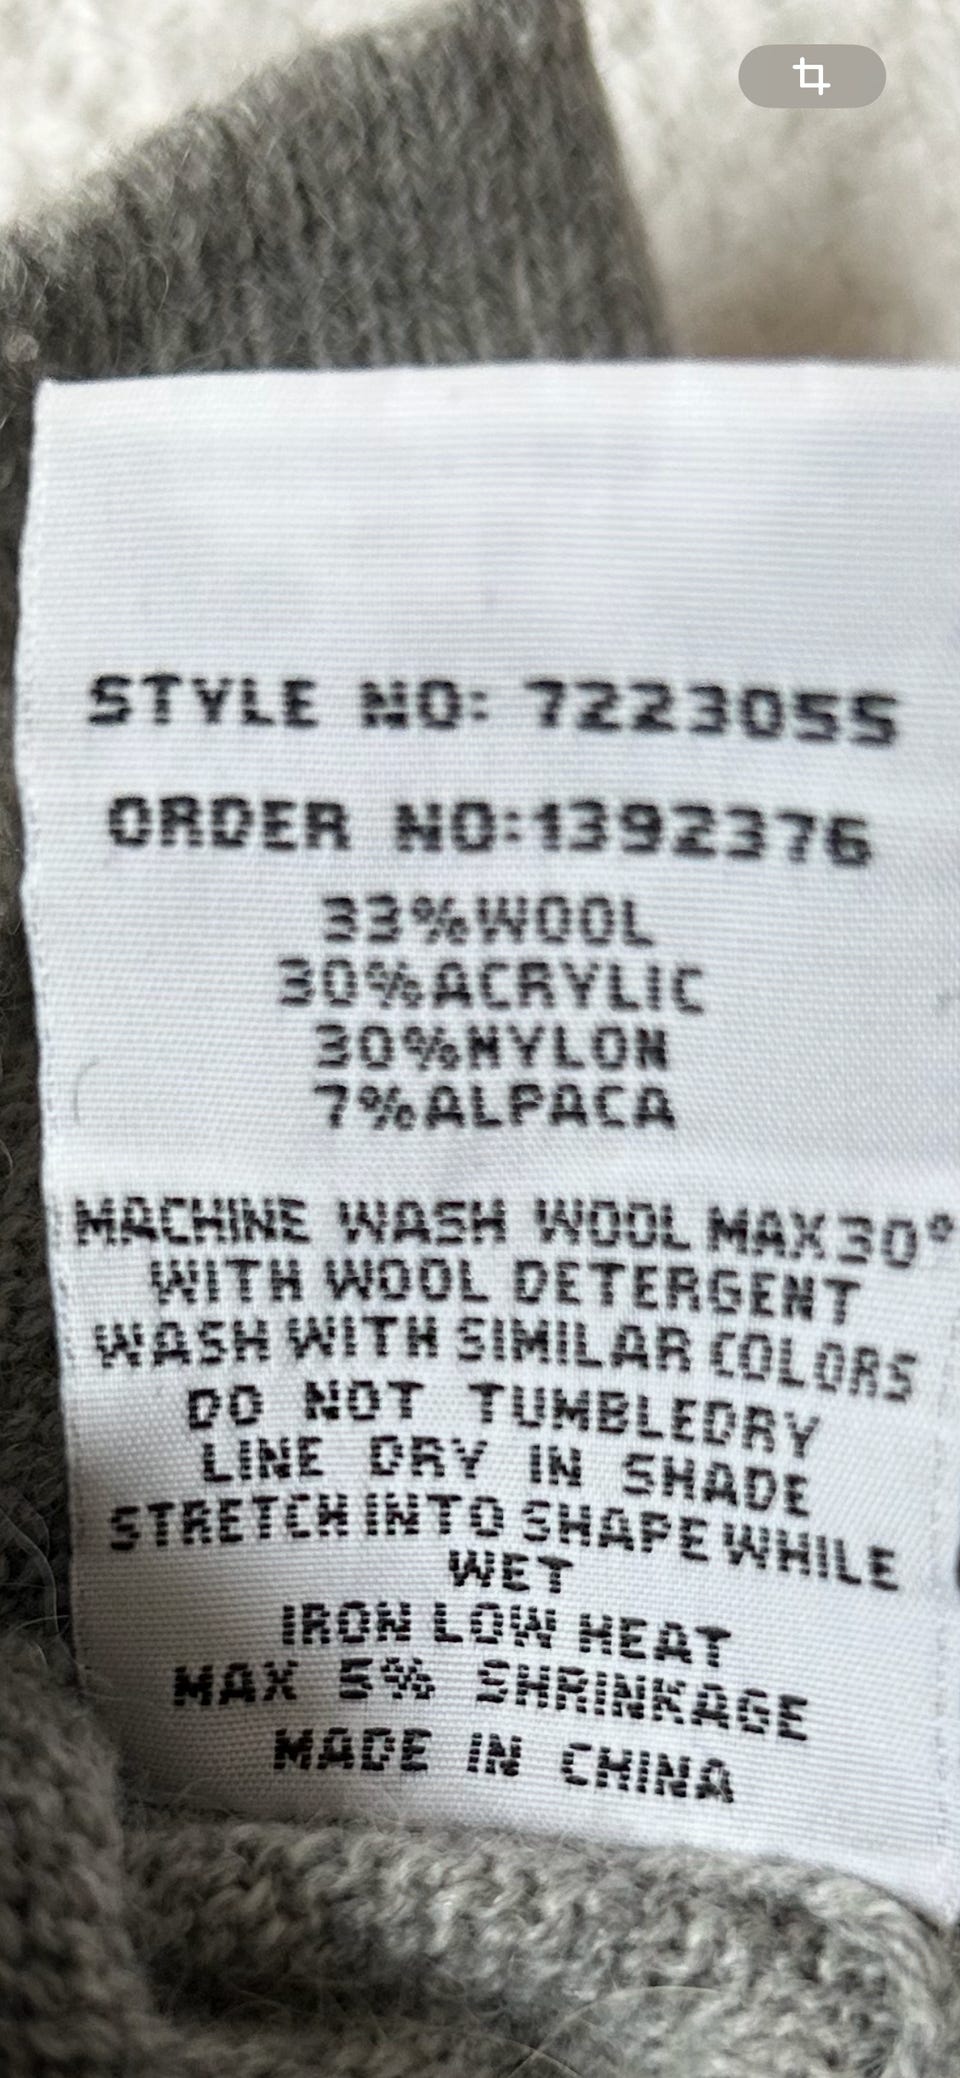 STYLE NO: 7223055
ORDER NO:1392376
33%WOOL
30%ACRYLIC
30%NYLON
7%ALPACA
MACHINE WASH WOOL MAX30°
WITH WOOL DETERGENT
WASH WITH SIMILAR COLORS
DO NOT TUMBLEDRY
LINE DRY IN SHADE
STRETCH INTO SHAPE WHILE
WET
IRON LOW HEAT
MAX 5% SHRINKAGE
MADE IN CHINA